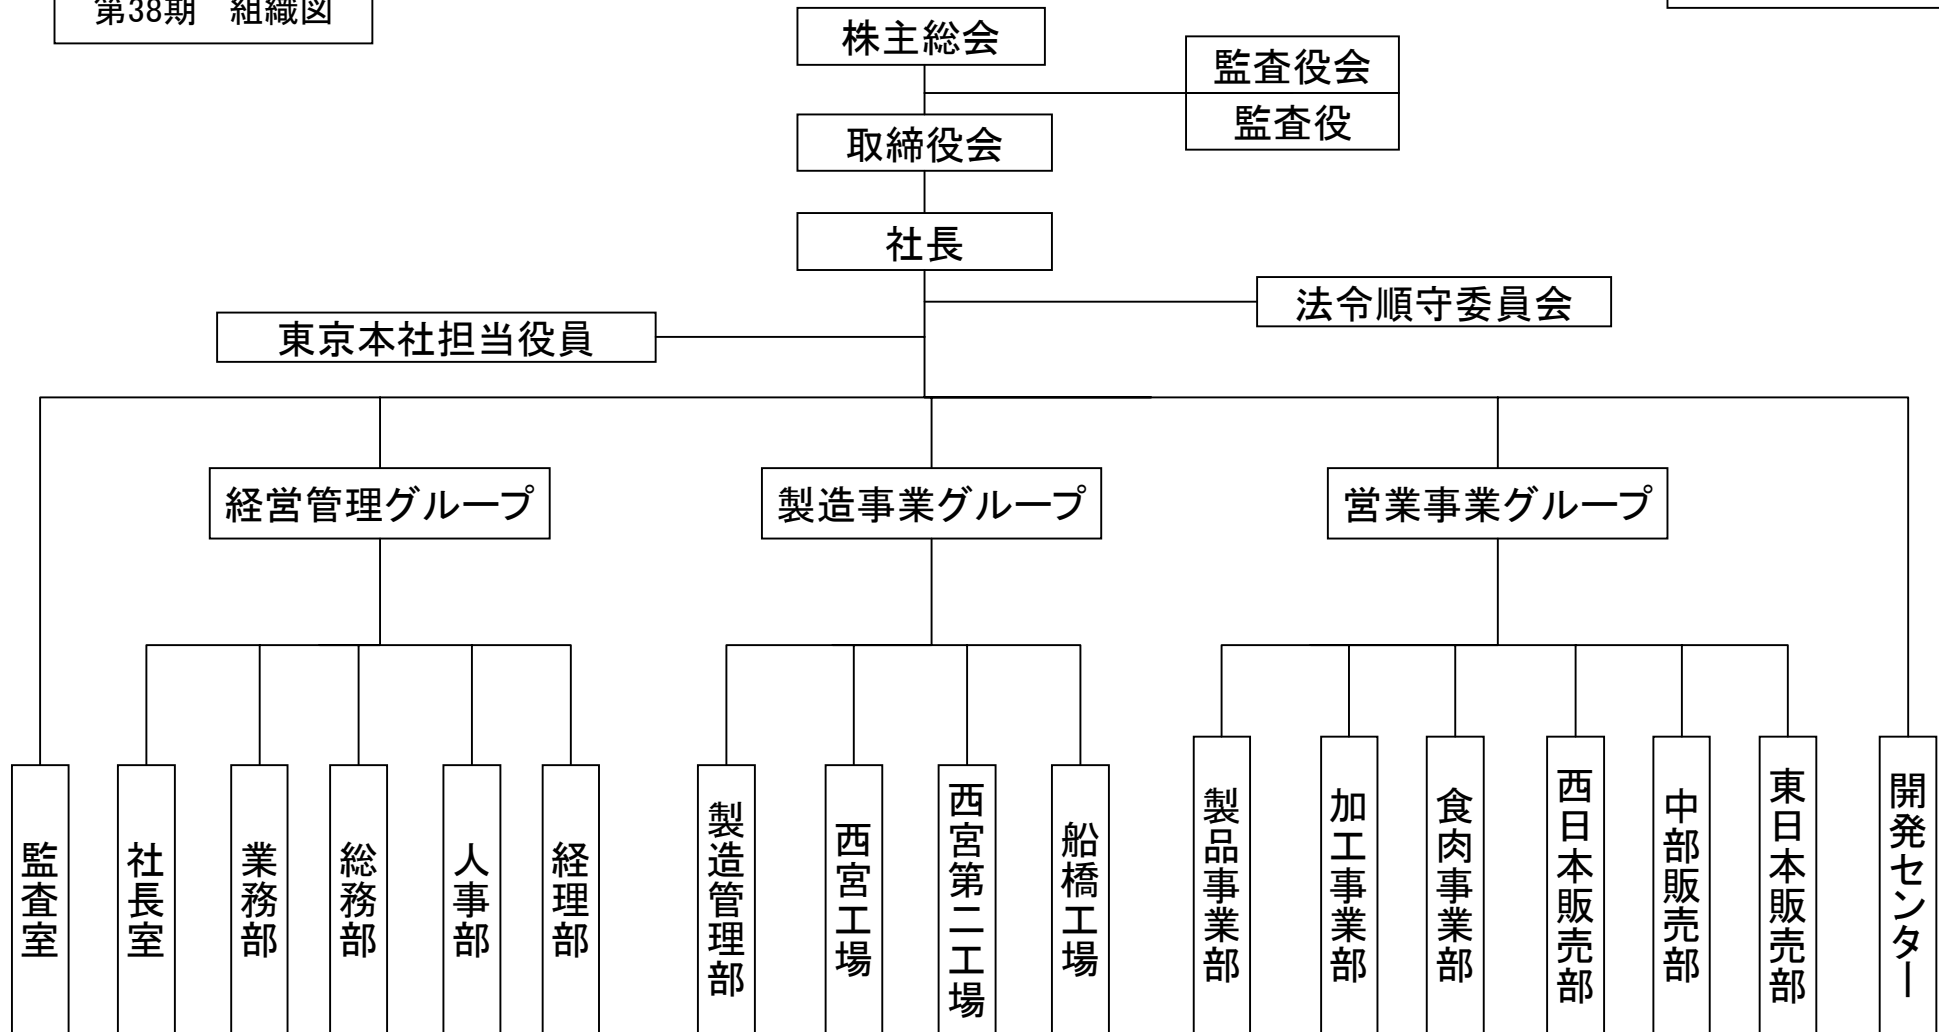 第38期　組織図
株主総会
監査役会
監査役
取締役会
社長
法令順守委員会
東京本社担当役員
経営管理グループ
製造事業グループ
営業事業グループ
監査室
社長室
業務部
総務部
人事部
経理部
製造管理部
西宮工場
西宮第二工場
船橋工場
製品事業部
加工事業部
食肉事業部
西日本販売部
中部販売部
東日本販売部
開発センター